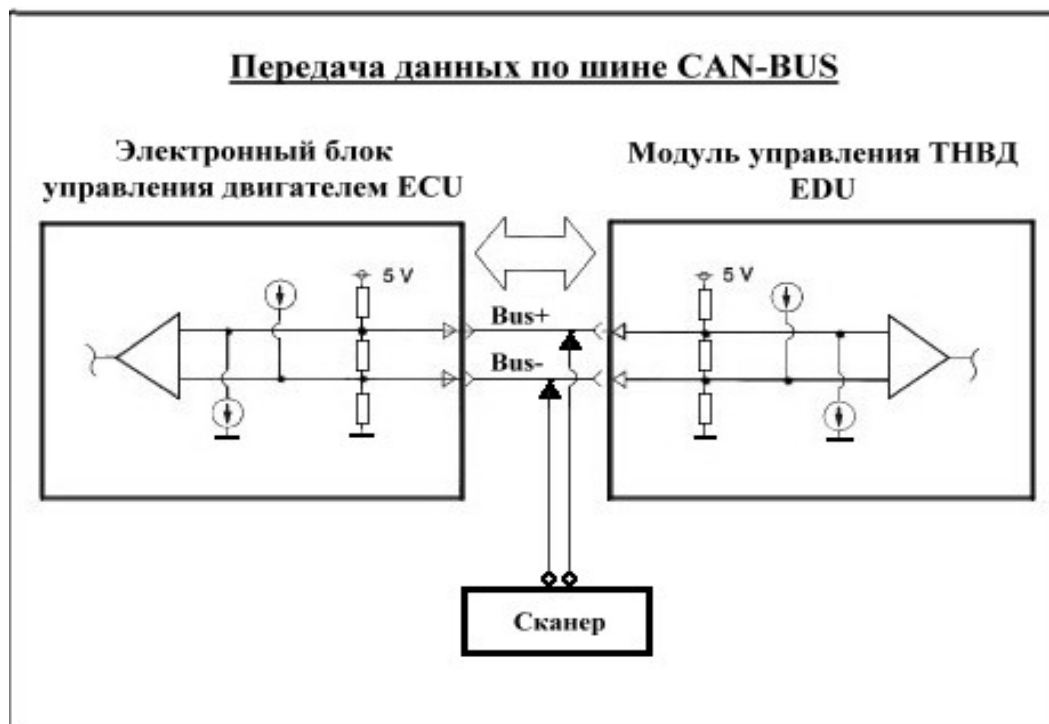 Передача данных по шине CAN-BUS
Электронный блок
управления двигателем ECU
Модуль управления ТНВД
EDU
5 V
5 V
Bus+
Bus-
Сканер